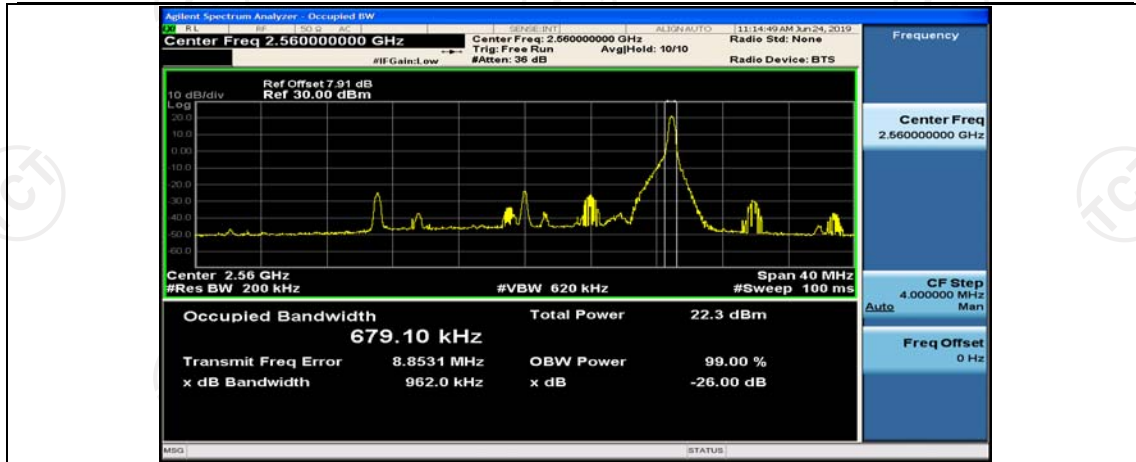 Agilent Spectrum Analyzer - Occupied BW
RL RF 50 Ω AC SENSE:INT ALIGN AUTO 11:14:49 AM Jun 24, 2019
Center Freq 2.560000000 GHz
Center Freq: 2.560000000 GHz
Radio Std: None
Trig: Free Run Avg|Hold: 10/10
#IFGain:Low #Atten: 36 dB Radio Device: BTS
Frequency
Ref Offset 7.91 dB
10 dB/div Ref 30.00 dBm
Log
20.0
10.0
0.00
-10.0
-20.0
-30.0
-40.0
-50.0
-60.0
Center 2.56 GHz Span 40 MHz
#Res BW 200 kHz #VBW 620 kHz #Sweep 100 ms
Occupied Bandwidth Total Power 22.3 dBm
679.10 kHz
Transmit Freq Error 8.8531 MHz OBW Power 99.00 %
x dB Bandwidth 962.0 kHz x dB -26.00 dB
Center Freq
2.560000000 GHz
CF Step
4.000000 MHz
Auto Man
Freq Offset
0 Hz
MSG STATUS
TCT